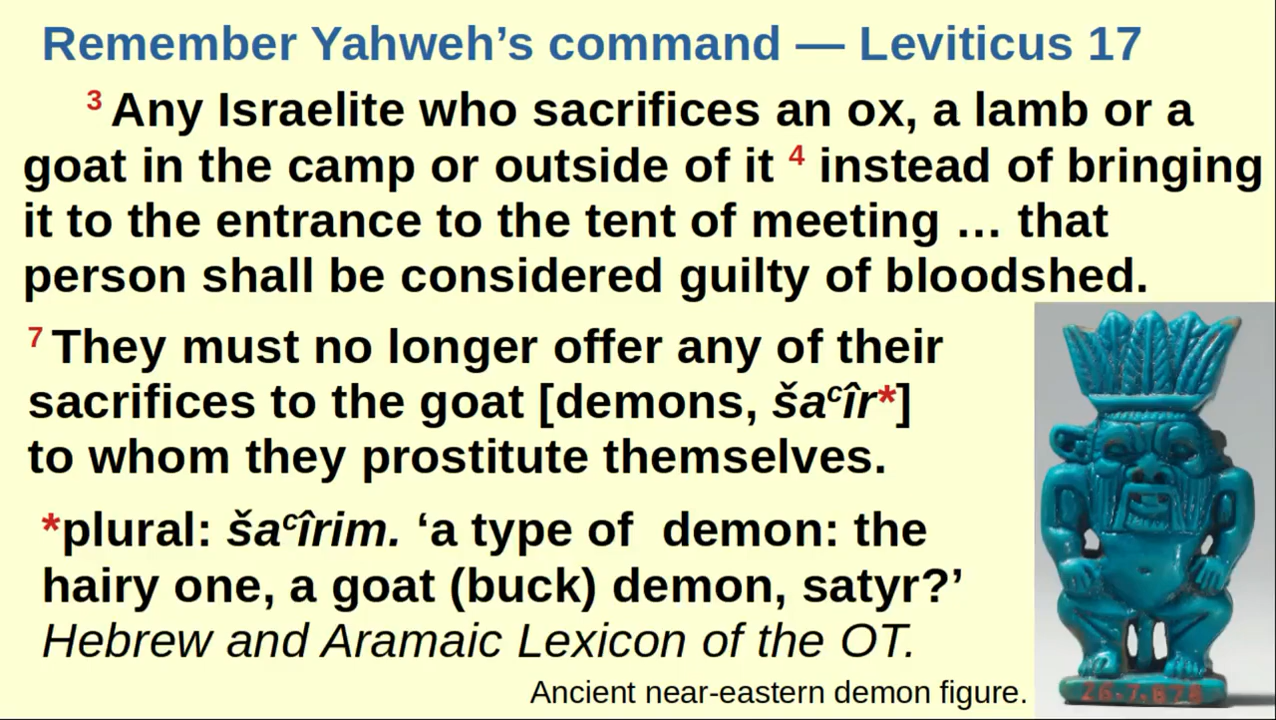 Remember Yahweh’s command — Leviticus 17
3 Any Israelite who sacrifices an ox, a lamb or a
goat in the camp or outside of it 4 instead of bringing
it to the entrance to the tent of meeting … that
person shall be considered guilty of bloodshed.
7 They must no longer offer any of their
sacrifices to the goat [demons, šaᶜîr*]
to whom they prostitute themselves.
*plural: šaᶜîrim. ‘a type of demon: the
hairy one, a goat (buck) demon, satyr?’
Hebrew and Aramaic Lexicon of the OT.
Ancient near-eastern demon figure.
26.7.878